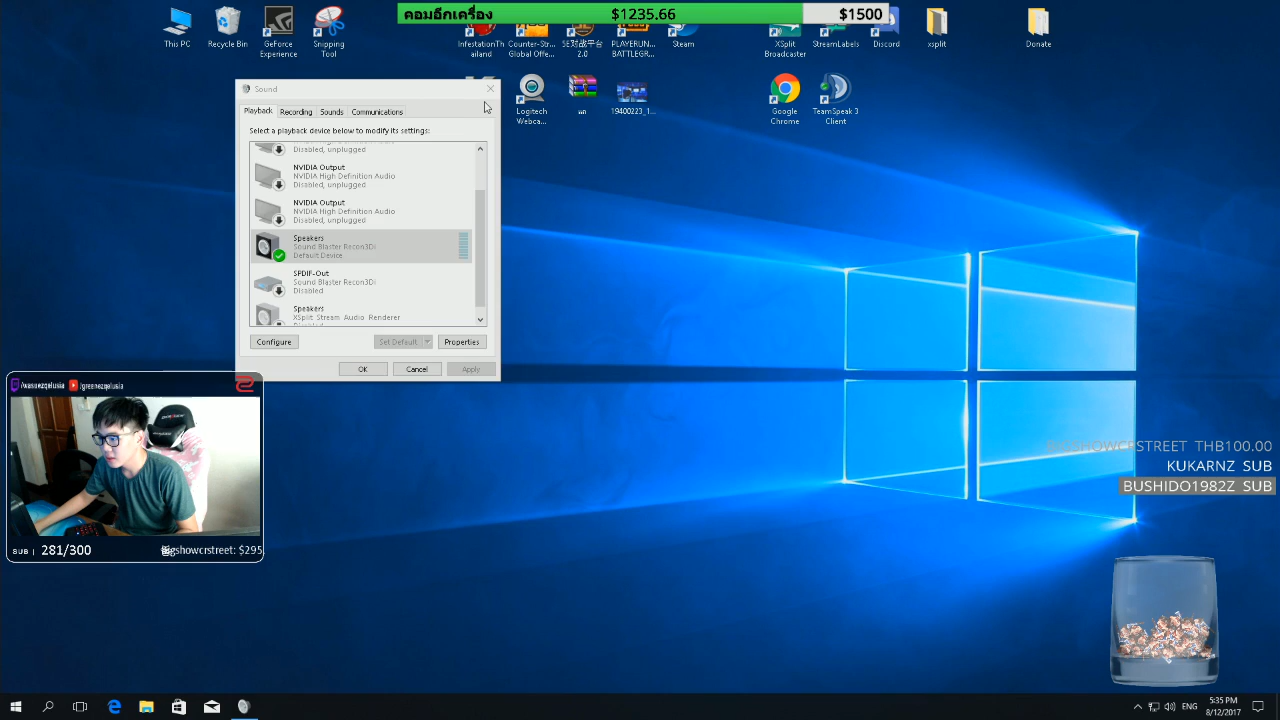 คอมอีกเครื่อง $1235.66 $1500
This PC
Recycle Bin
GeForce
Experience
Snipping
Tool
InfestationTh
ailand
Counter-Str...
Global Offe...
5E对战平台
2.0
PLAYERUN...
BATTLEGR...
Steam
XSplit
Broadcaster
StreamLabels
Discord
xsplit
Donate
Logitech
Webca...
19400223_1...
Google
Chrome
TeamSpeak 3
Client
Sound
Playback Recording Sounds Communications
Select a playback device below to modify its settings:
Disabled, unplugged
NVIDIA Output
NVIDIA High Definition Audio
Disabled, unplugged
NVIDIA Output
NVIDIA High Definition Audio
Disabled, unplugged
Speakers
Sound Blaster Recon3Di
Default Device
SPDIF-Out
Sound Blaster Recon3Di
Disabled
Speakers
XSplit Stream Audio Renderer
Configure Set Default Properties
OK Cancel Apply
SUB | 281/300
bigshowcrstreet: $295
BIGSHOWCRSTREET THB100.00
KUKARNZ SUB
BUSHIDO1982Z SUB
ENG
5:35 PM
8/12/2017